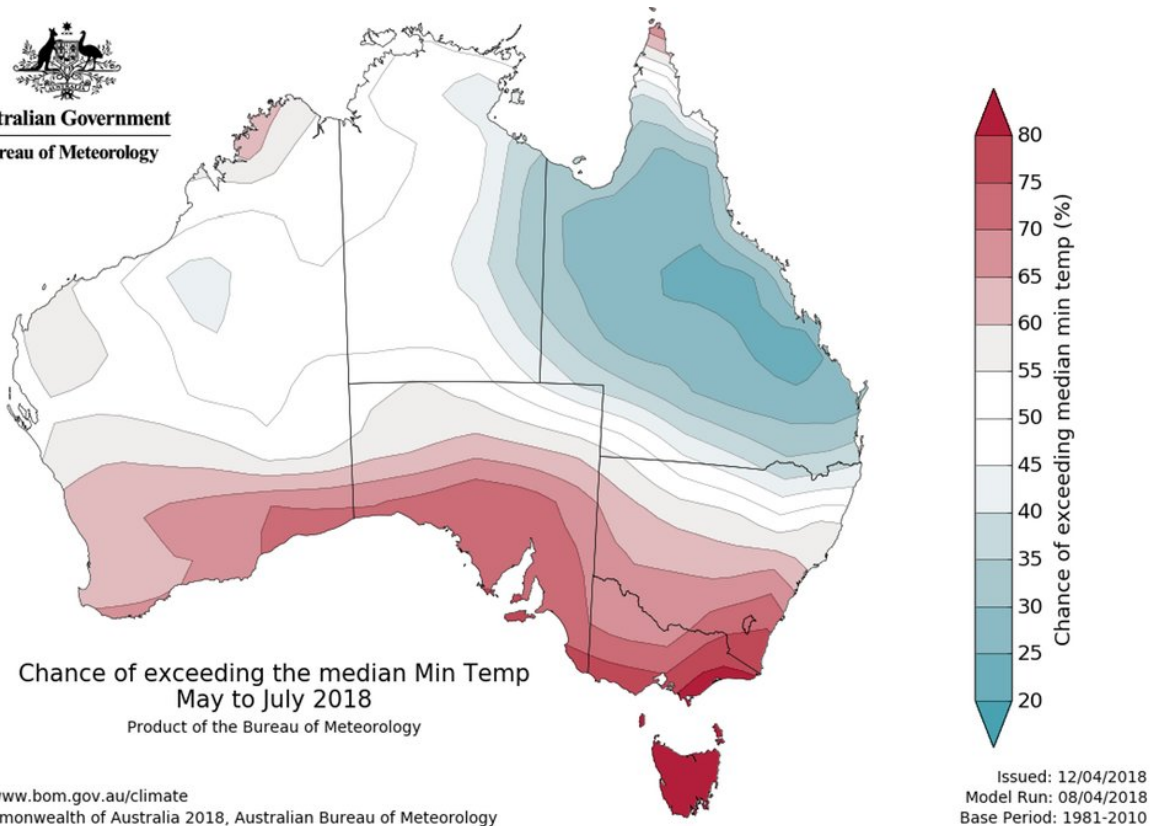 tralian Government
reau of Meteorology
80
75
70
65
60
55
50
45
40
35
30
25
20
Chance of exceeding median min temp (%)
Chance of exceeding the median Min Temp
May to July 2018
Product of the Bureau of Meteorology
www.bom.gov.au/climate
monwealth of Australia 2018, Australian Bureau of Meteorology
Issued: 12/04/2018
Model Run: 08/04/2018
Base Period: 1981-2010